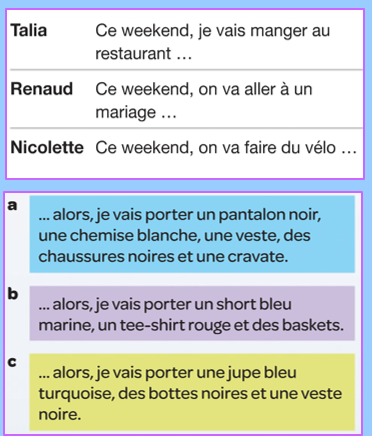 Talia Ce weekend, je vais manger au
restaurant …
Renaud Ce weekend, on va aller à un
mariage …
Nicolette Ce weekend, on va faire du vélo …
a
... alors, je vais porter un pantalon noir,
une chemise blanche, une veste, des
chaussures noires et une cravate.
b
... alors, je vais porter un short bleu
marine, un tee-shirt rouge et des baskets.
c
... alors, je vais porter une jupe bleu
turquoise, des bottes noires et une veste
noire.